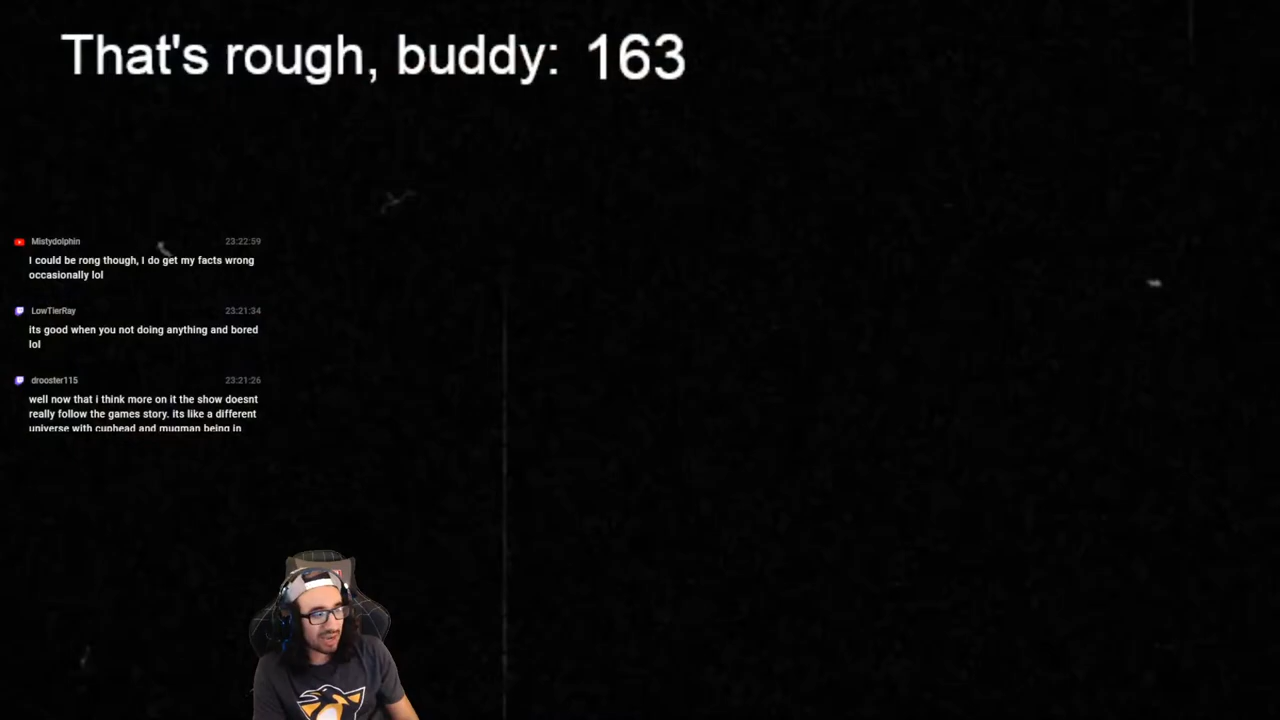 That's rough, buddy: 163
Mistydolphin 23:22:59
I could be rong though, I do get my facts wrong
occasionally lol
LowTierRay 23:21:34
its good when you not doing anything and bored
lol
drooster115 23:21:26
well now that i think more on it the show doesnt
really follow the games story. its like a different
universe with cuphead and mugman being in